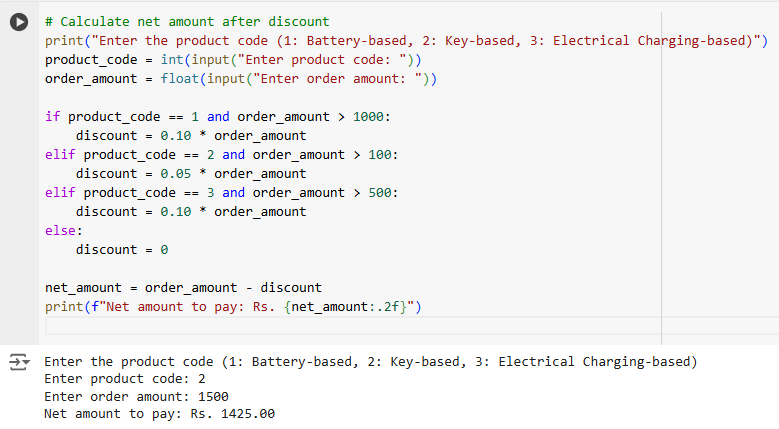 # Calculate net amount after discount
print("Enter the product code (1: Battery-based, 2: Key-based, 3: Electrical Charging-based)")
product_code = int(input("Enter product code: "))
order_amount = float(input("Enter order amount: "))

if product_code == 1 and order_amount > 1000:
    discount = 0.10 * order_amount
elif product_code == 2 and order_amount > 100:
    discount = 0.05 * order_amount
elif product_code == 3 and order_amount > 500:
    discount = 0.10 * order_amount
else:
    discount = 0

net_amount = order_amount - discount
print(f"Net amount to pay: Rs. {net_amount:.2f}")

Enter the product code (1: Battery-based, 2: Key-based, 3: Electrical Charging-based)
Enter product code: 2
Enter order amount: 1500
Net amount to pay: Rs. 1425.00